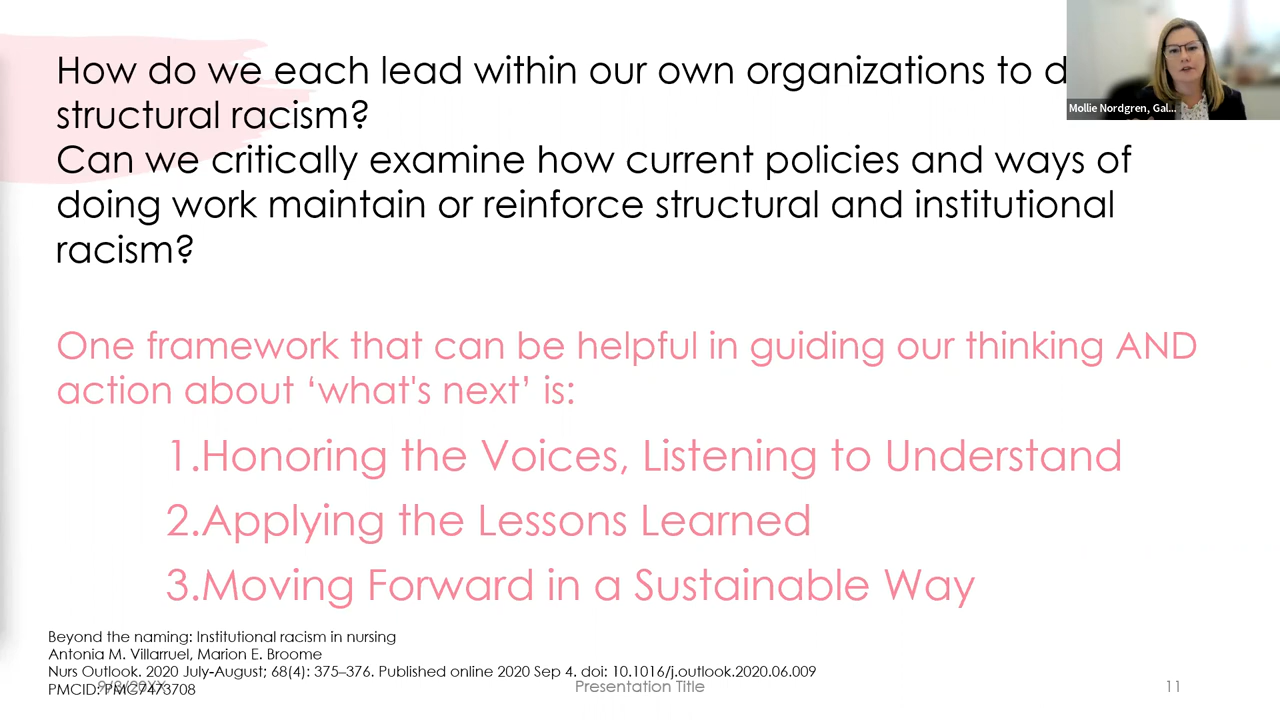 How do we each lead within our own organizations to d
structural racism?
Can we critically examine how current policies and ways of
doing work maintain or reinforce structural and institutional
racism?
Mollie Nordgren, Gal...
One framework that can be helpful in guiding our thinking AND
action about ‘what's next’ is:
1.Honoring the Voices, Listening to Understand
2.Applying the Lessons Learned
3.Moving Forward in a Sustainable Way
Beyond the naming: Institutional racism in nursing
Antonia M. Villarruel, Marion E. Broome
Nurs Outlook. 2020 July-August; 68(4): 375–376. Published online 2020 Sep 4. doi: 10.1016/j.outlook.2020.06.009
PMCID: PMC7473708
Presentation Title
11